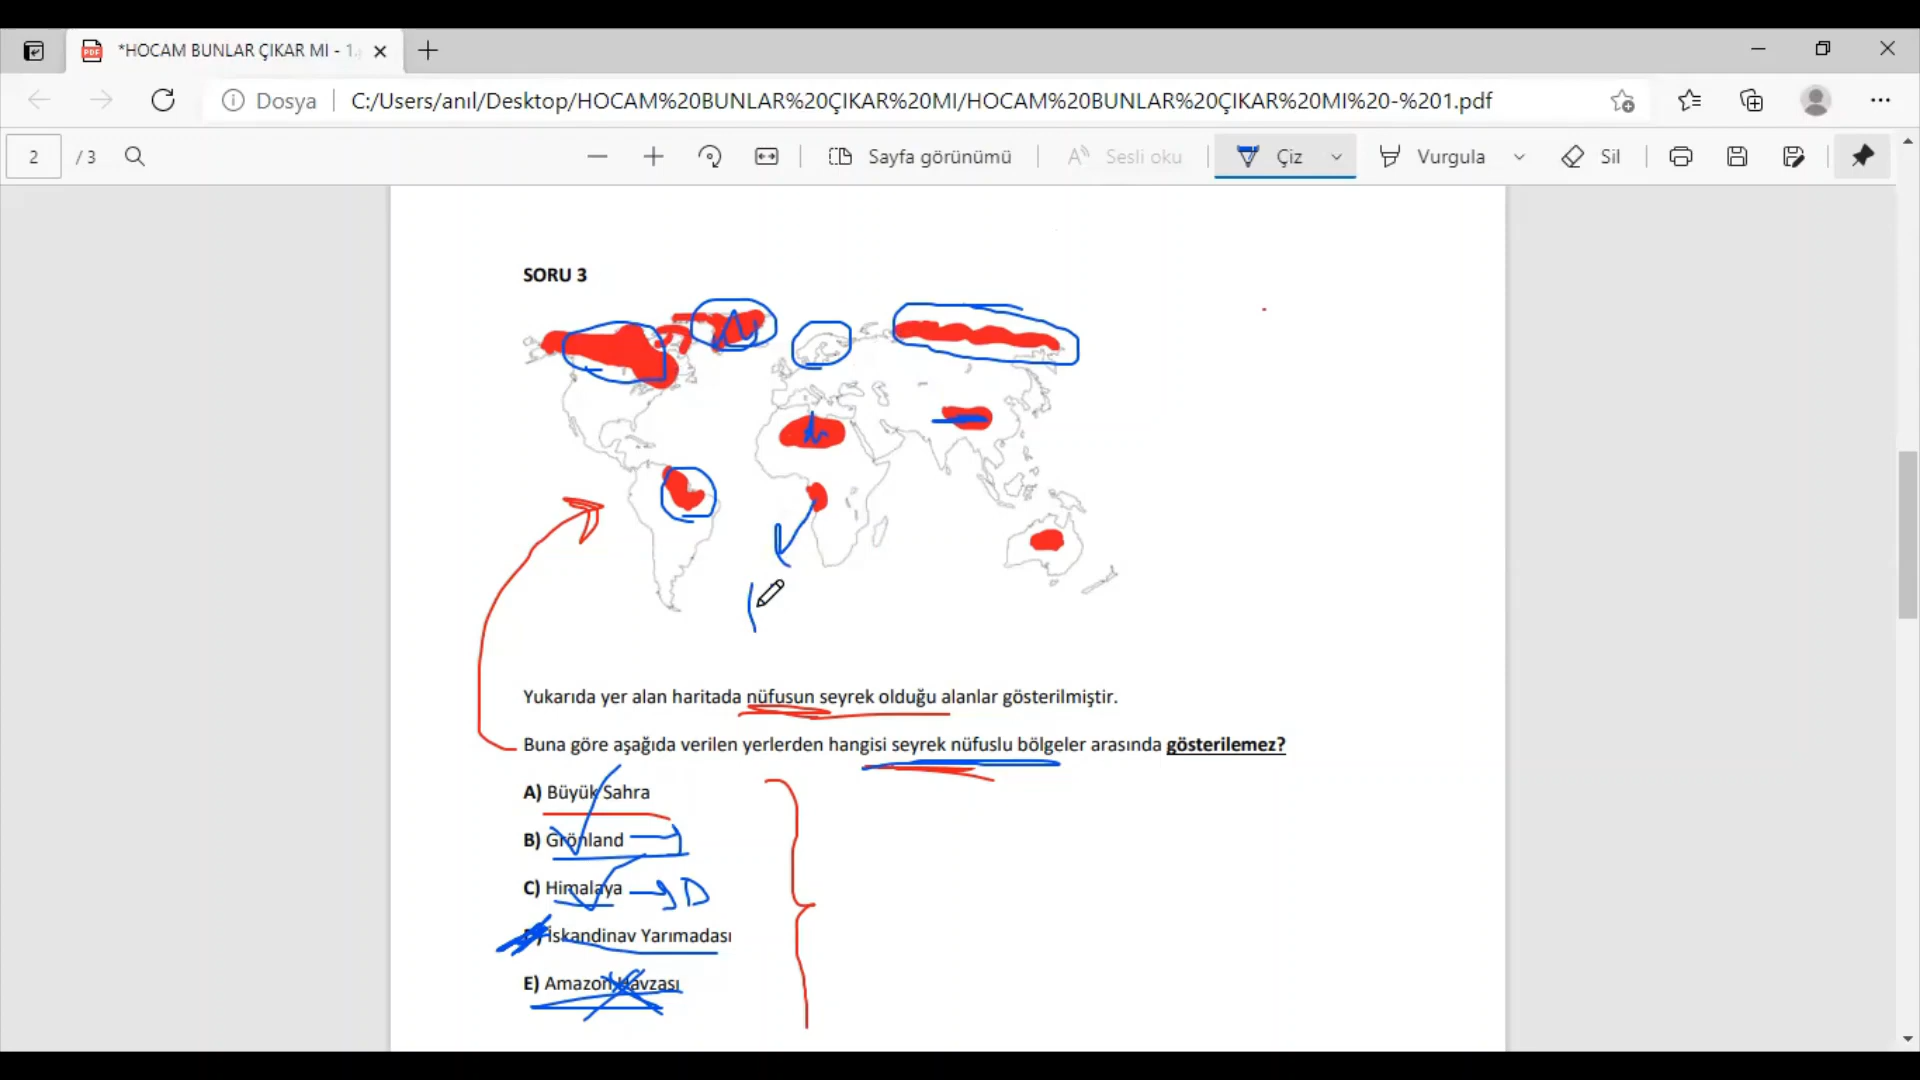 *HOCAM BUNLAR ÇIKAR MI - 1.
Dosya
C:/Users/anıl/Desktop/HOCAM%20BUNLAR%20ÇIKAR%20MI/HOCAM%20BUNLAR%20ÇIKAR%20MI%20-%201.pdf
2 / 3
Sayfa görünümü
Sesli oku
Çiz
Vurgula
Sil
SORU 3
Yukarıda yer alan haritada nüfusun seyrek olduğu alanlar gösterilmiştir.
Buna göre aşağıda verilen yerlerden hangisi seyrek nüfuslu bölgeler arasında gösterilemez?
A) Büyük Sahra
B) Grönland
C) Himalaya D
D) İskandinav Yarımadası
E) Amazon Havzası